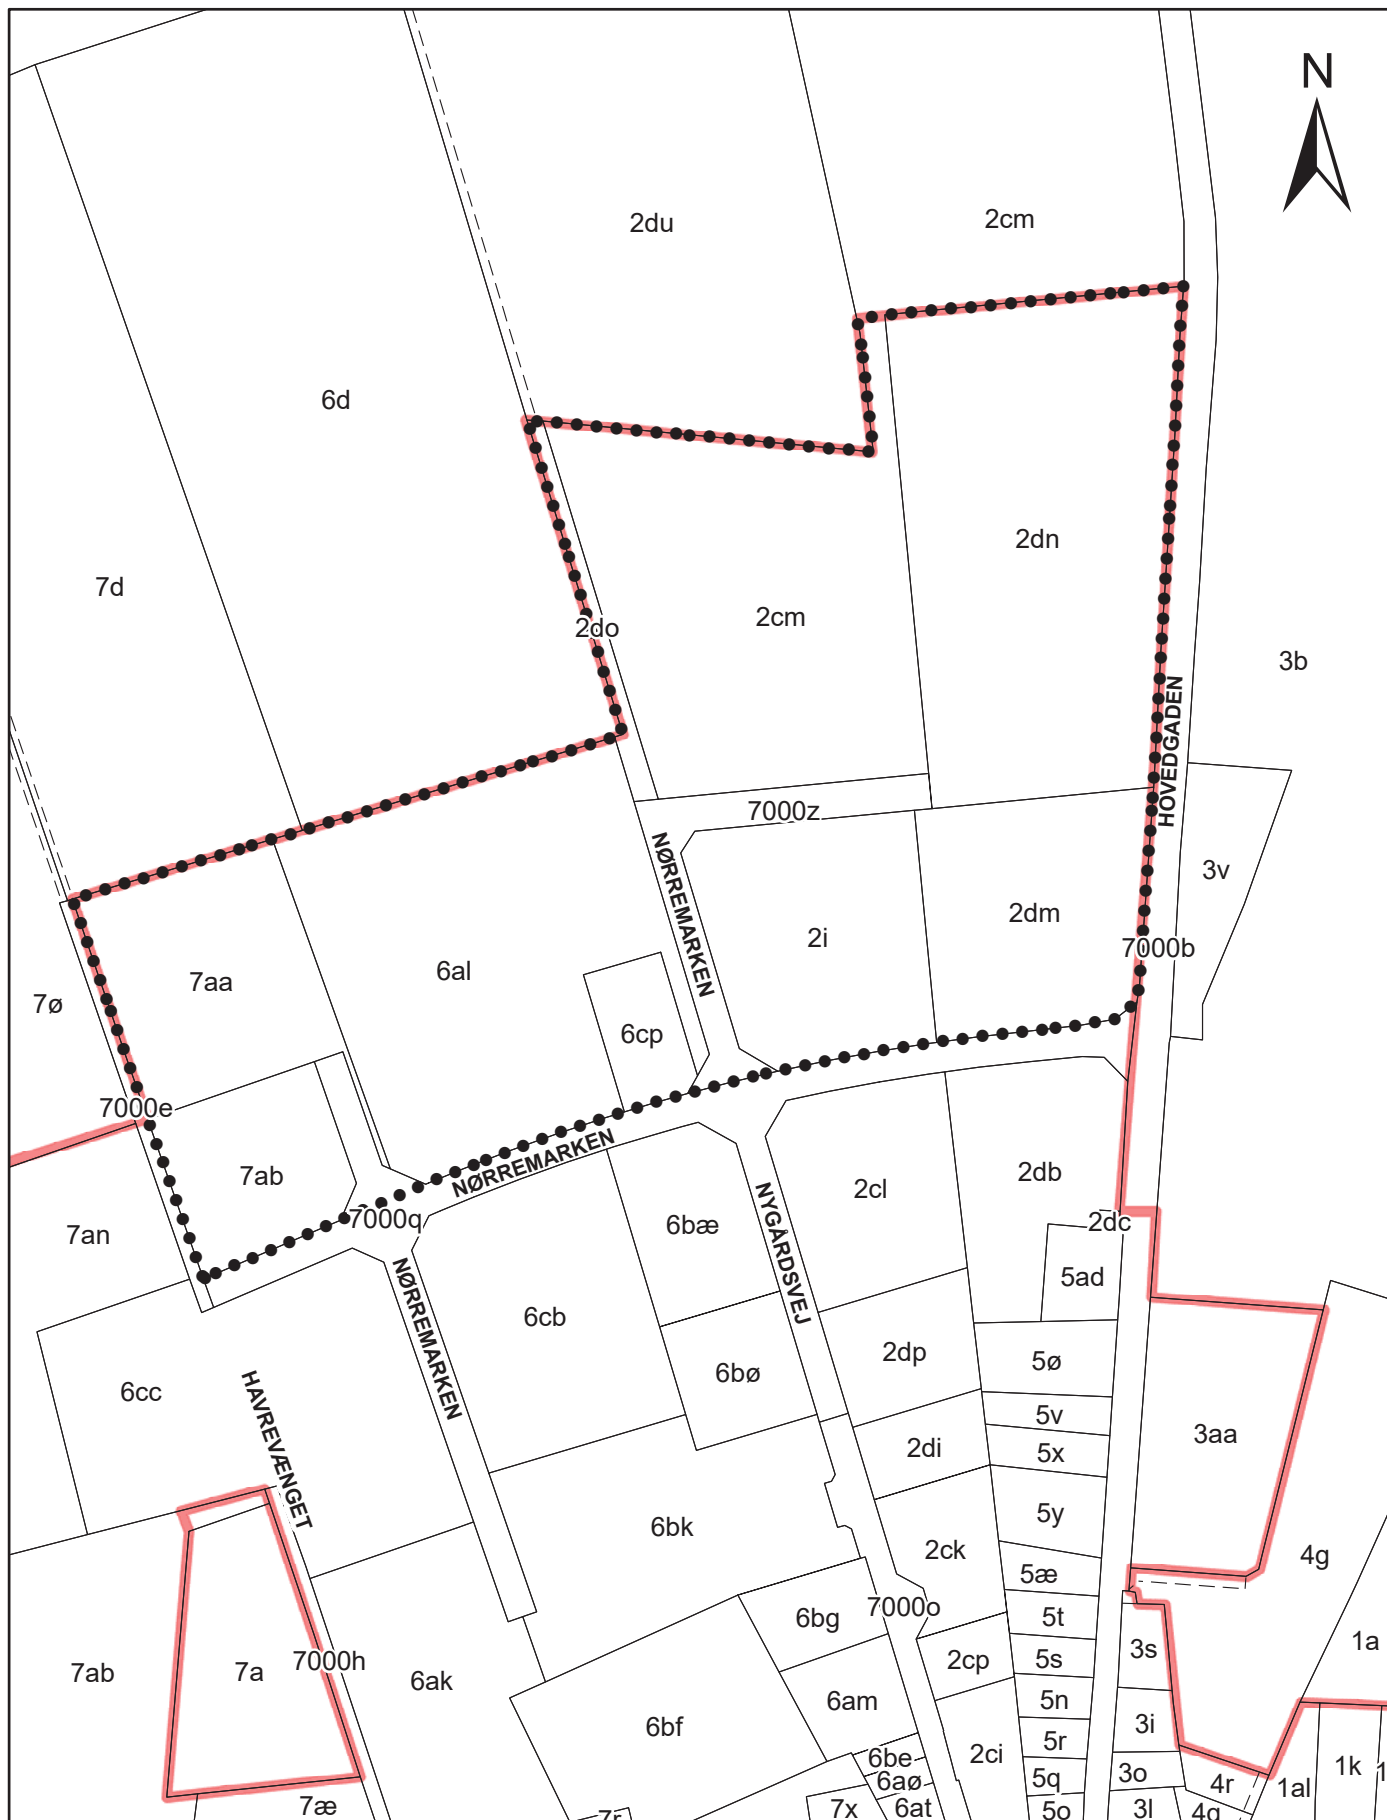 N
2du
2cm
6d
2dn
7d
2cm
2do
3b
HOVEDGADEN
7000z
NØRREMARKEN
3v
2dm
2i
7000b
6al
7aa
7ø
6cp
7000e
NØRREMARKEN
7ab
2db
2cl
7000q
6bæ
2dc
7an
NYGÅRDSVEJ
5ad
NØRREMARKEN
6cb
2dp
5ø
6bø
6cc
HAVREVÆNGET
5v
3aa
2di
5x
5y
6bk
2ck
4g
5æ
7000o
6bg
5t
1a
3s
2cp
5s
7000h
7ab
7a
6ak
5n
6am
3i
6bf
5r
2ci
6be
1k
3o
6aø
5q
4r
1al
7æ
7x
6at
5o
3l
4q
7r